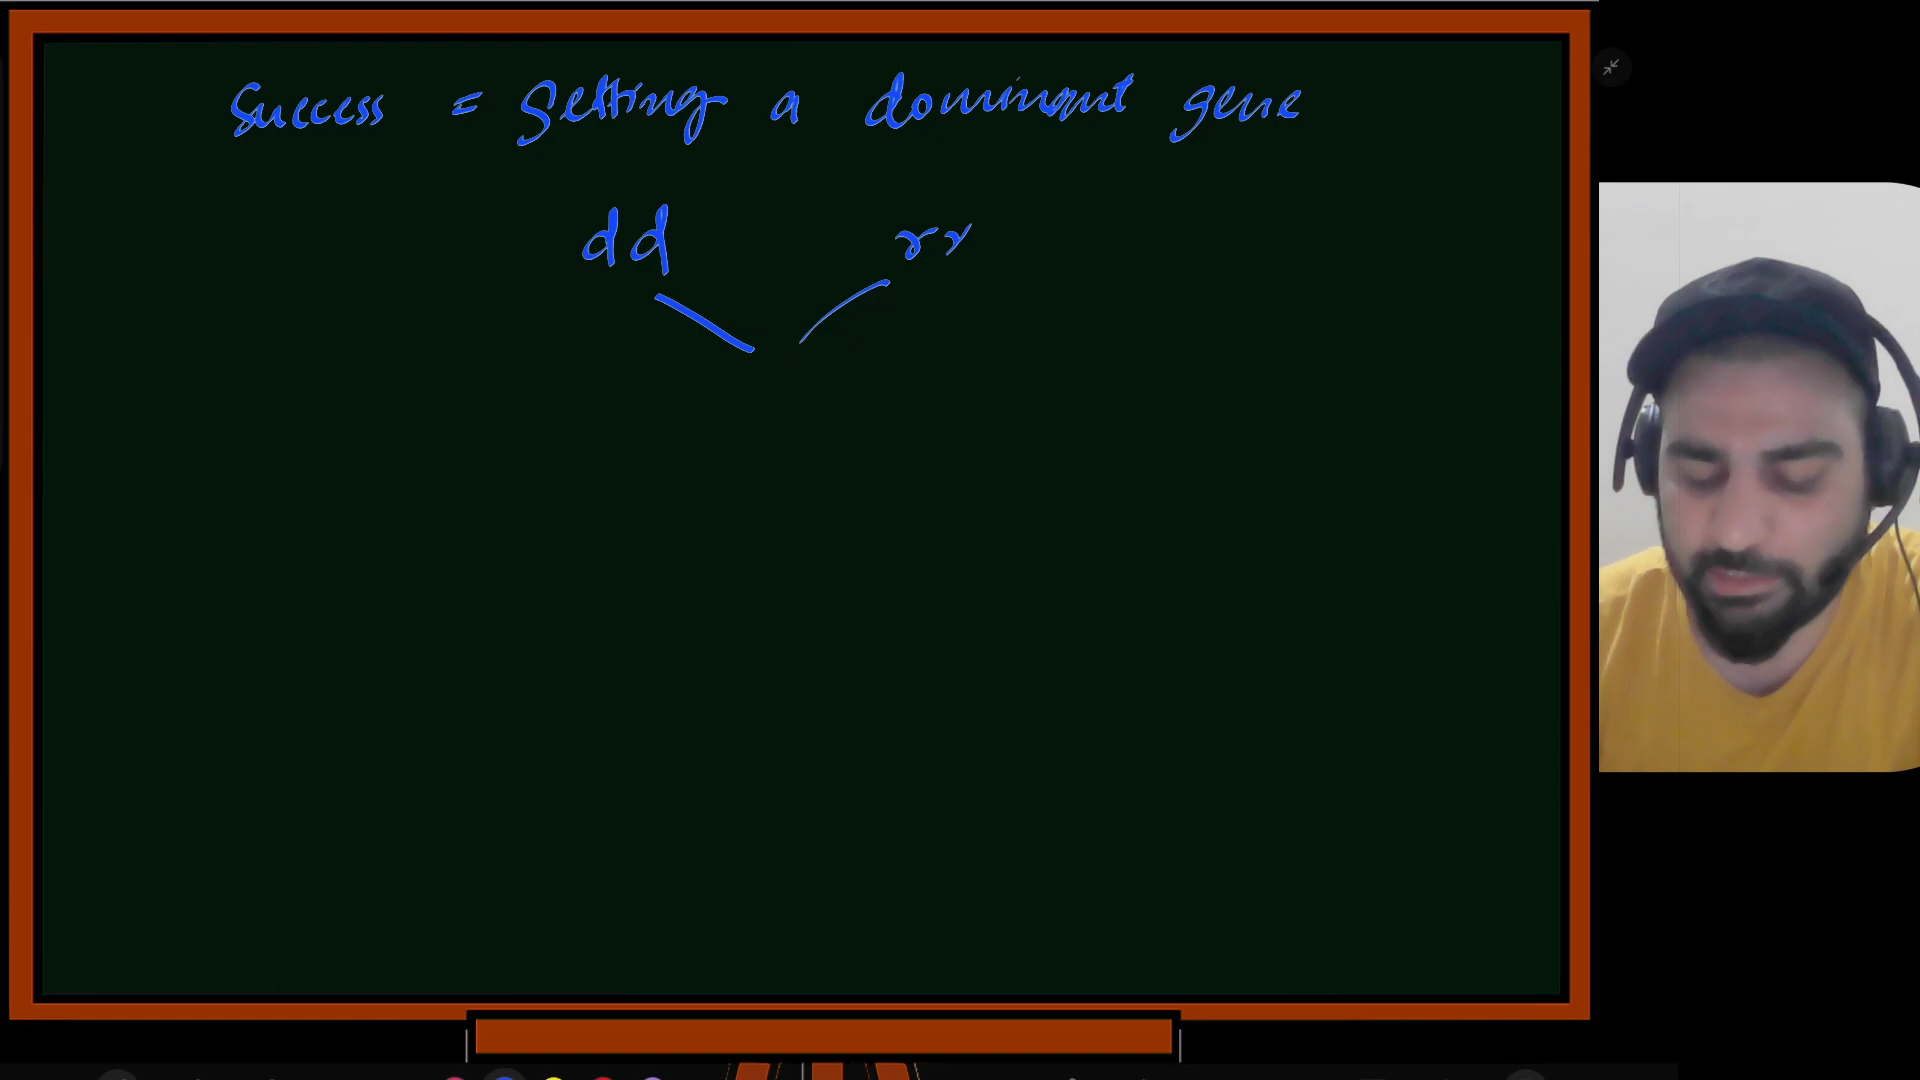 Success = getting a dominant gene
dd rr